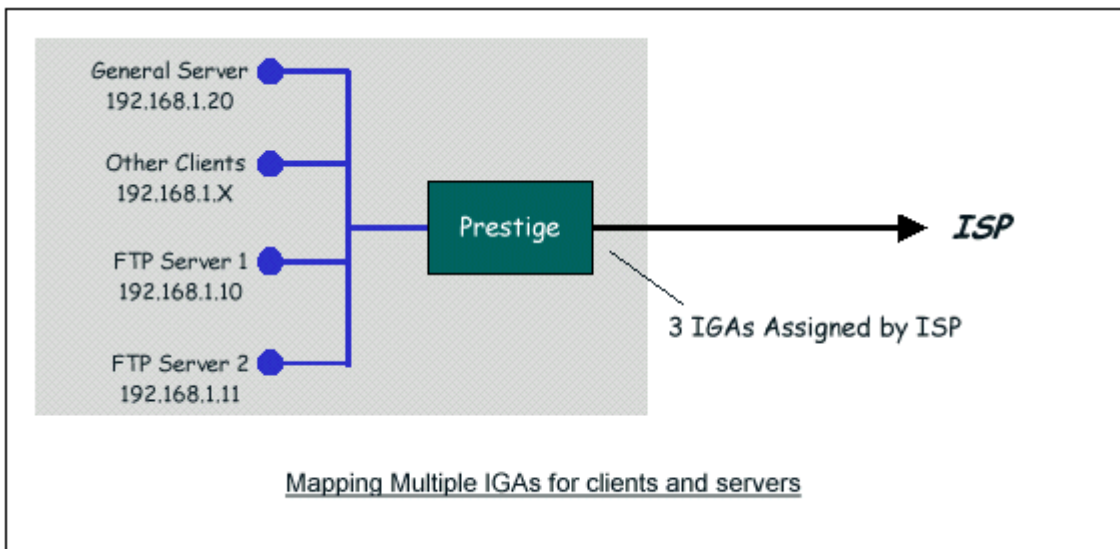 General Server
192.168.1.20
Other Clients
192.168.1.X
FTP Server 1
192.168.1.10
FTP Server 2
192.168.1.11
Prestige
ISP
3 IGAs Assigned by ISP
Mapping Multiple IGAs for clients and servers